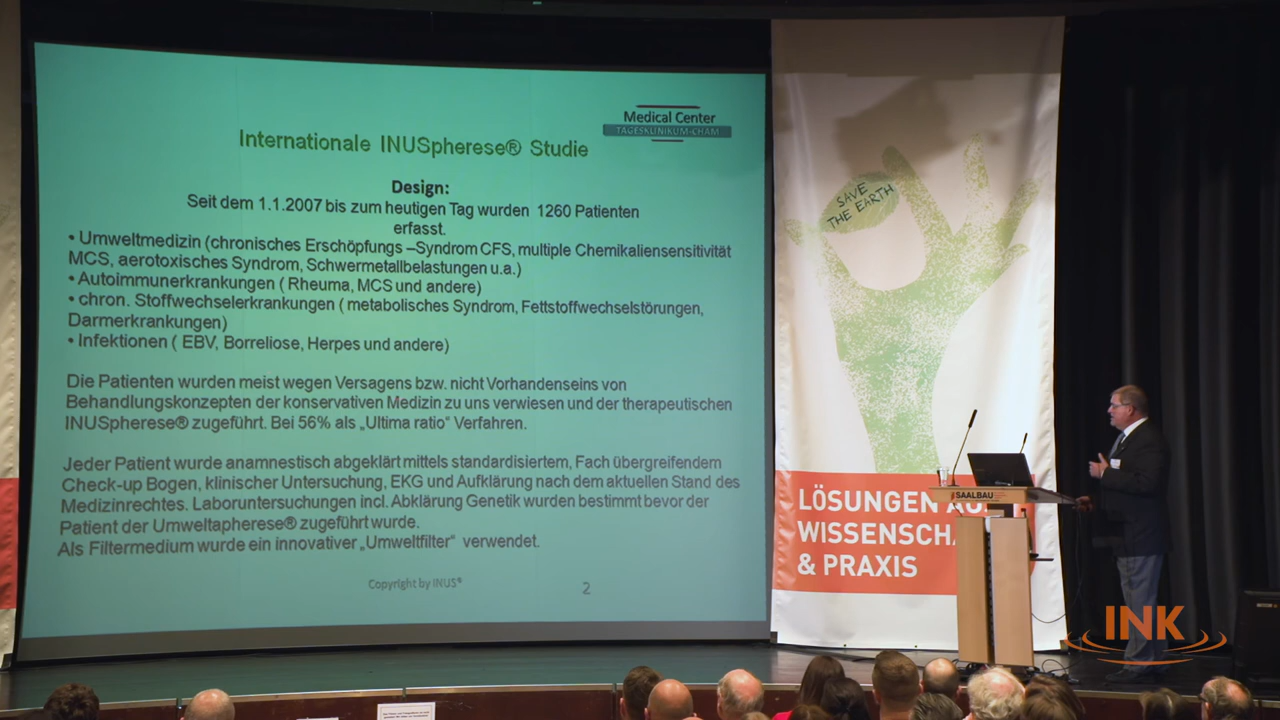 Medical Center
TAGESKLINIKUM-CHAM
Internationale INUSpherese® Studie
Design:
Seit dem 1.1.2007 bis zum heutigen Tag wurden 1260 Patienten
erfasst.
• Umweltmedizin (chronisches Erschöpfungs –Syndrom CFS, multiple Chemikaliensensitivität
MCS, aerotoxisches Syndrom, Schwermetallbelastungen u.a.)
• Autoimmunerkrankungen ( Rheuma, MCS und andere)
• chron. Stoffwechselerkrankungen ( metabolisches Syndrom, Fettstoffwechselstörungen,
Darmerkrankungen)
• Infektionen ( EBV, Borreliose, Herpes und andere)
Die Patienten wurden meist wegen Versagens bzw. nicht Vorhandenseins von
Behandlungskonzepten der konservativen Medizin zu uns verwiesen und der therapeutischen
INUSpherese® zugeführt. Bei 56% als „Ultima ratio“ Verfahren.
Jeder Patient wurde anamnestisch abgeklärt mittels standardisiertem, Fach übergreifendem
Check-up Bogen, klinischer Untersuchung, EKG und Aufklärung nach dem aktuellen Stand des
Medizinrechtes. Laboruntersuchungen incl. Abklärung Genetik wurden bestimmt bevor der
Patient der Umweltapherese® zugeführt wurde.
Als Filtermedium wurde ein innovativer „Umweltfilter“ verwendet.
Copyright by INUS®
2
SAVE
THE EARTH
LÖSUNGEN
WISSENSCHA
& PRAXIS
SAALBAU
INK